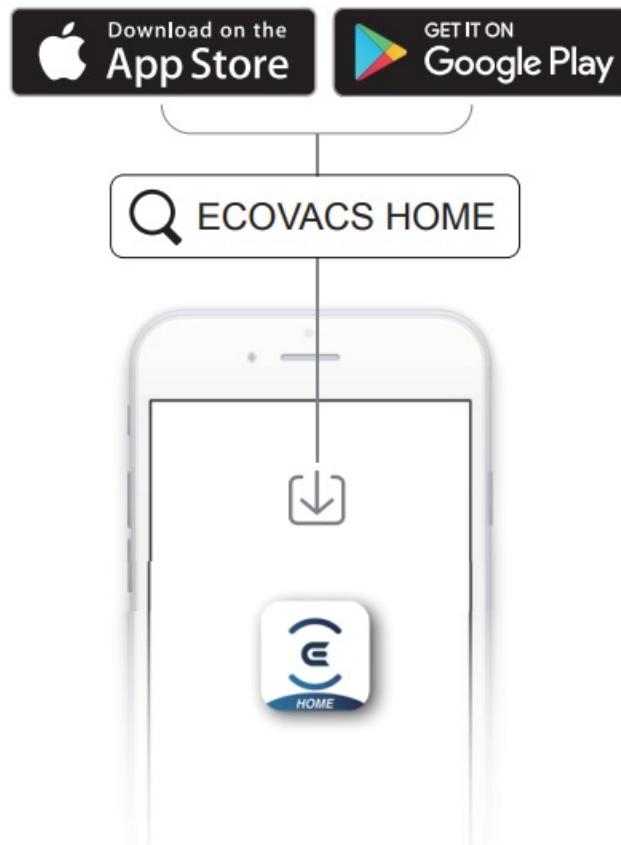 Download on the
App Store
GET IT ON
Google Play
ECOVACS HOME
HOME